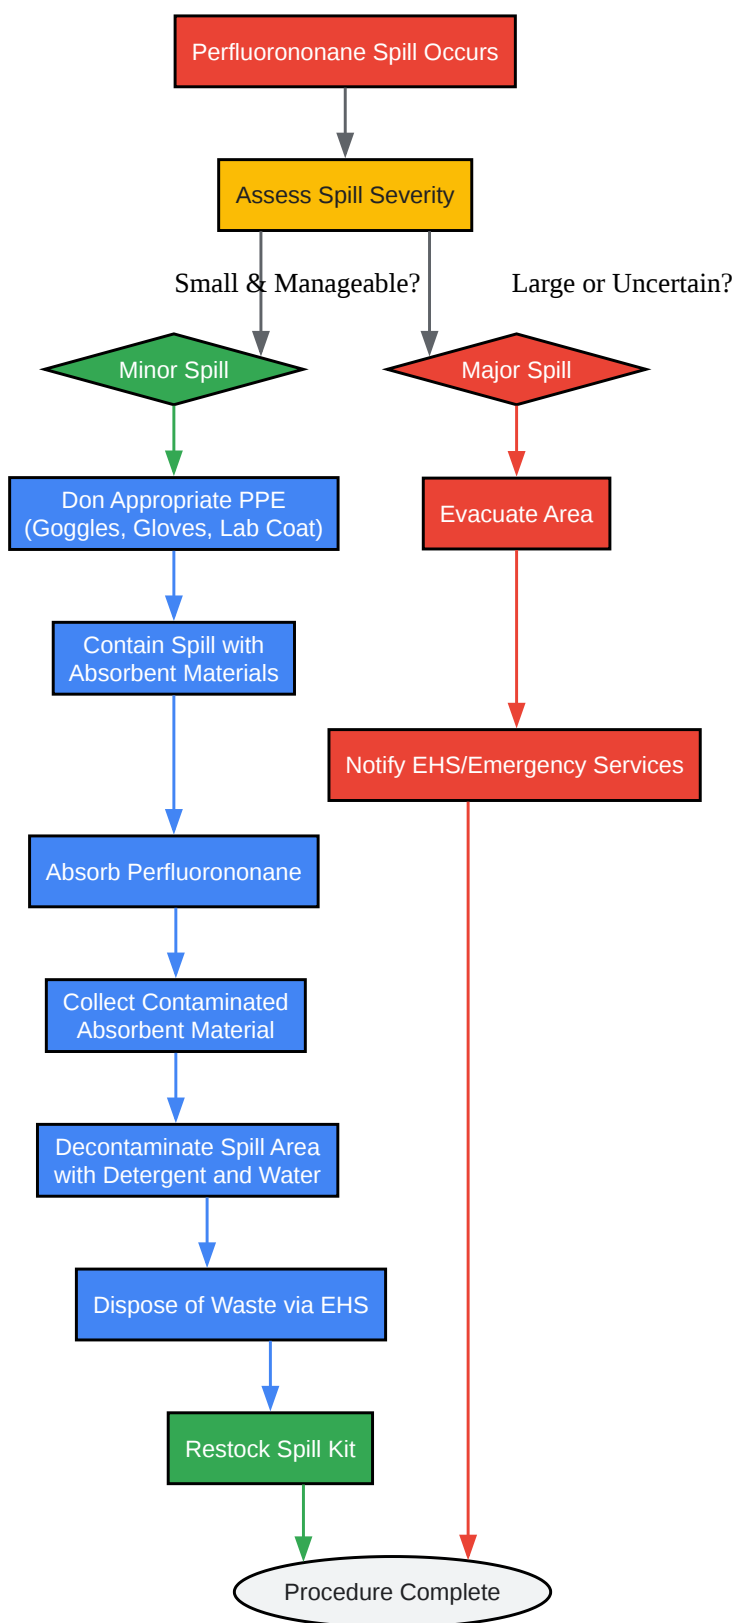 Perfluorononane Spill Occurs
Assess Spill Severity
Small & Manageable?
Large or Uncertain?
Minor Spill
Major Spill
Don Appropriate PPE
(Goggles, Gloves, Lab Coat)
Evacuate Area
Contain Spill with
Absorbent Materials
Notify EHS/Emergency Services
Absorb Perfluorononane
Collect Contaminated
Absorbent Material
Decontaminate Spill Area
with Detergent and Water
Dispose of Waste via EHS
Restock Spill Kit
Procedure Complete